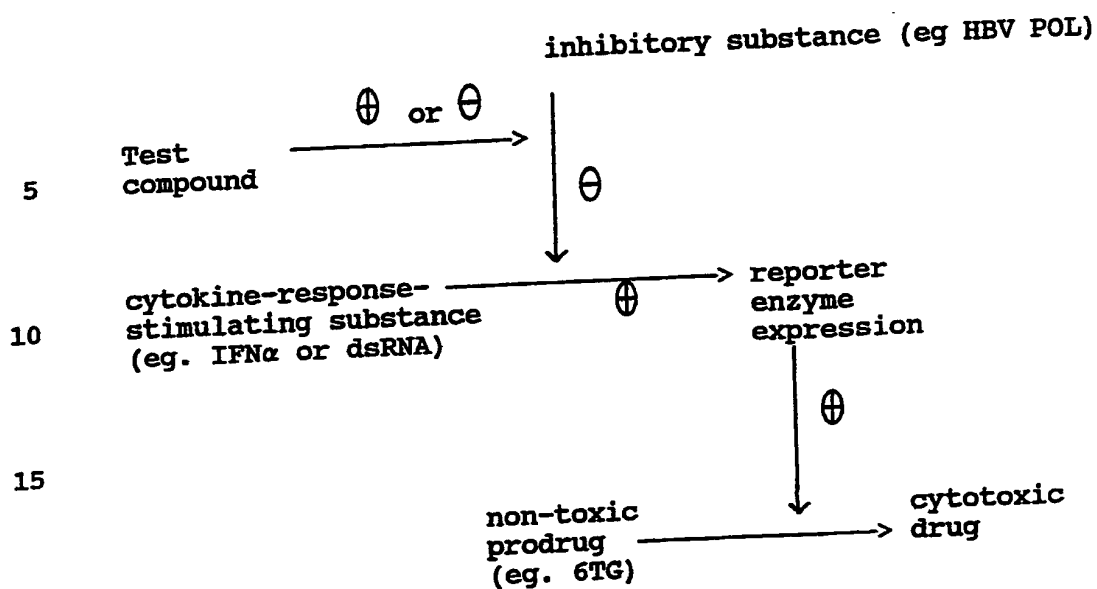 inhibitory substance (eg HBV POL)
⊕ or ⊖
Test
compound
5
⊖
cytokine-response-
stimulating substance
(eg. IFNα or dsRNA)
10
⊕
reporter
enzyme
expression
⊕
15
non-toxic
prodrug
(eg. 6TG)
cytotoxic
drug